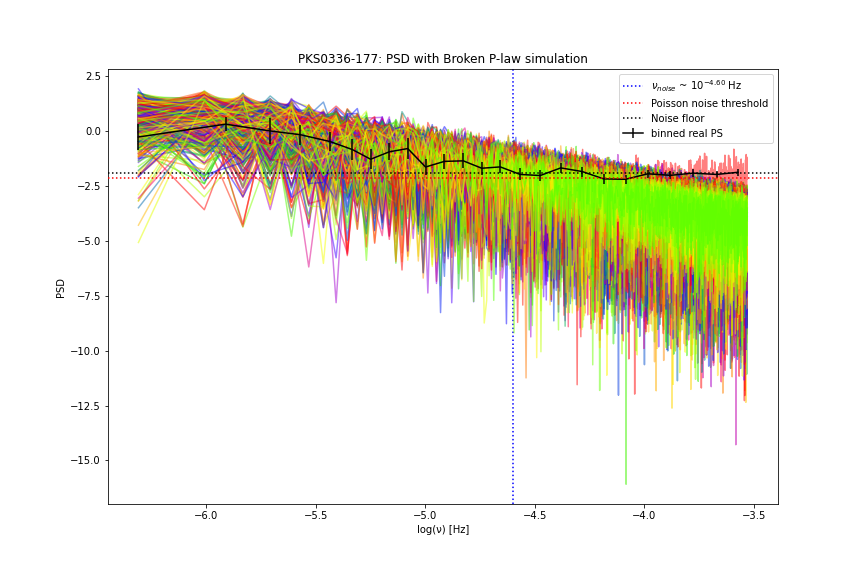 PKS0336-177: PSD with Broken P-law simulation
2.5
0.0
−2.5
−5.0
−7.5
−10.0
−12.5
−15.0
PSD
ν_noise ~ 10^−4.60 Hz
Poisson noise threshold
Noise floor
binned real PS
−6.0 −5.5 −5.0 −4.5 −4.0 −3.5
log(ν) [Hz]